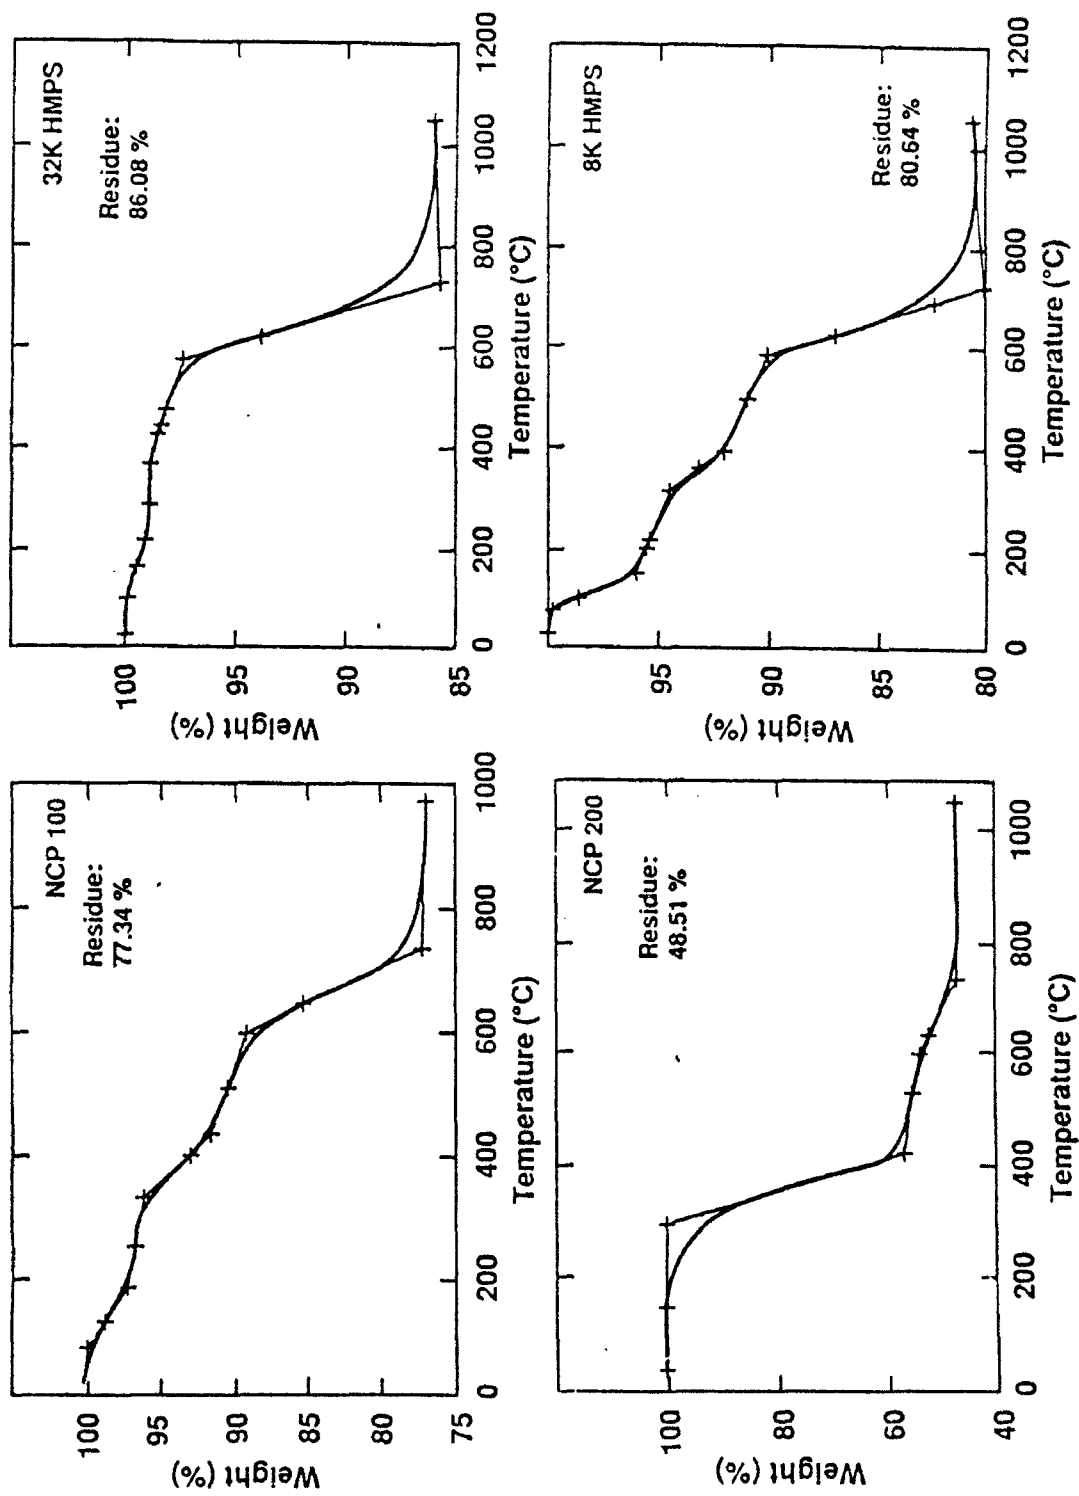 NCP 100
Residue:
77.34 %
Weight (%)
100
95
90
85
80
75
0 200 400 600 800 1000
Temperature (°C)
32K HMPS
Residue:
86.08 %
Weight (%)
100
95
90
85
0 200 400 600 800 1000 1200
Temperature (°C)
NCP 200
Residue:
48.51 %
Weight (%)
100
80
60
40
0 200 400 600 800 1000
Temperature (°C)
8K HMPS
Residue:
80.64 %
Weight (%)
95
90
85
80
0 200 400 600 800 1000 1200
Temperature (°C)